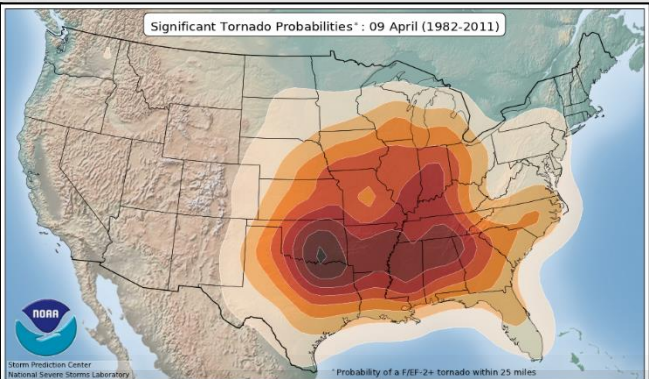 Significant Tornado Probabilities*: 09 April (1982-2011)
NOAA
Storm Prediction Center
National Severe Storms Laboratory
*Probability of a F/EF-2+ tornado within 25 miles